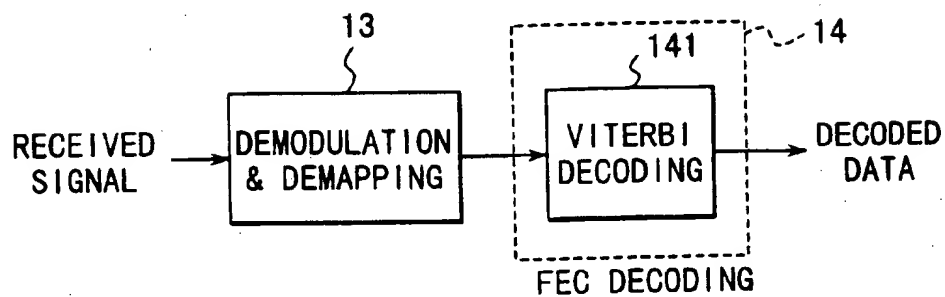 13
14
141
RECEIVED
SIGNAL
DEMODULATION
& DEMAPPING
VITERBI
DECODING
DECODED
DATA
FEC DECODING